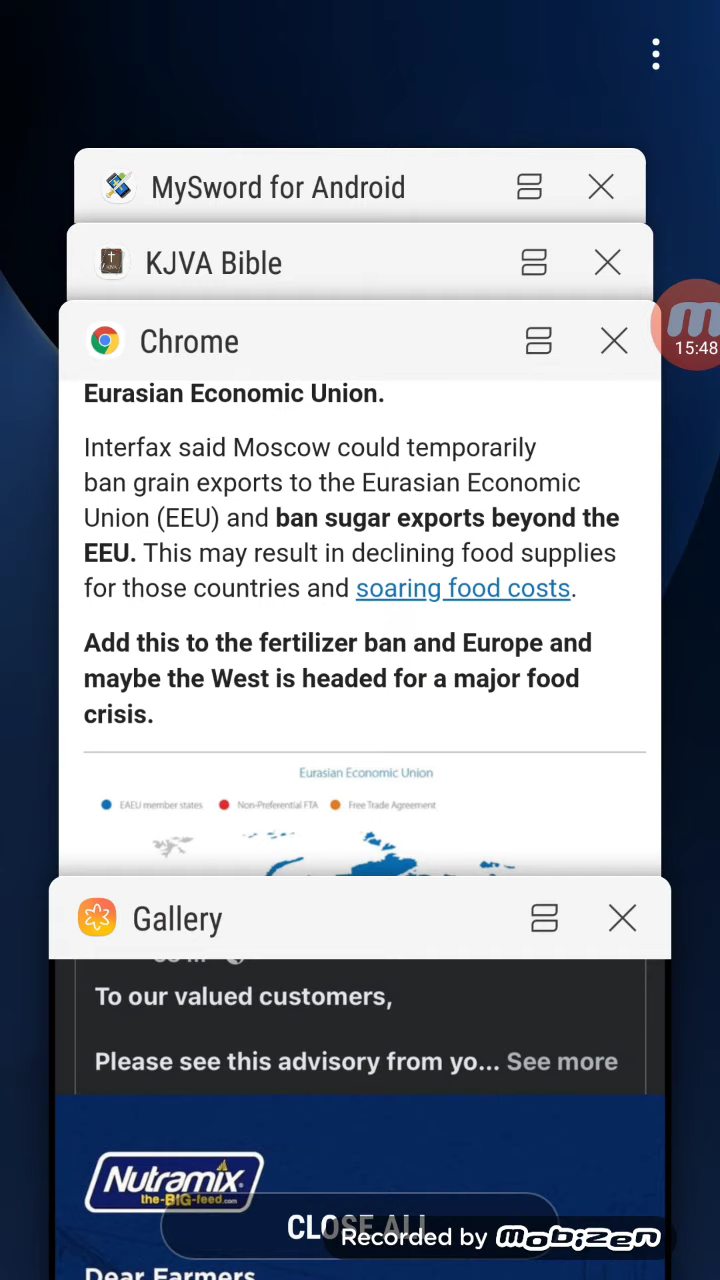 MySword for Android
KJVA Bible
Chrome
15:48
Eurasian Economic Union.
Interfax said Moscow could temporarily
ban grain exports to the Eurasian Economic
Union (EEU) and ban sugar exports beyond the
EEU. This may result in declining food supplies
for those countries and soaring food costs.
Add this to the fertilizer ban and Europe and
maybe the West is headed for a major food
crisis.
Eurasian Economic Union
EAEU member states Non-Preferential FTA Free Trade Agreement
Gallery
To our valued customers,
Please see this advisory from yo... See more
Nutramix
the-BIG-feed.com
CLOSE ALL
Recorded by mobizen
Dear Farmers